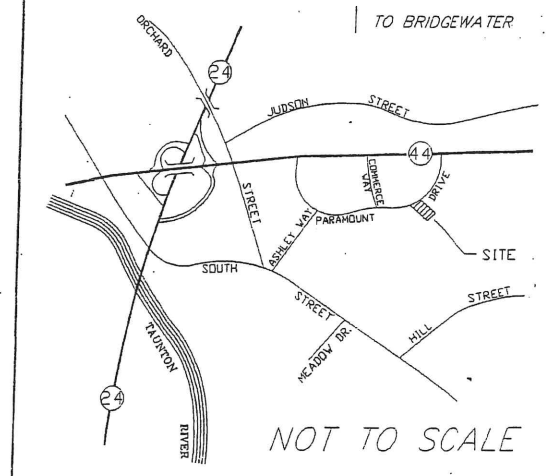 TO BRIDGEWATER
ORCHARD
24
JUDSON STREET
44
STREET
COMMERCE WAY
DRIVE
PARAMOUNT
ASHLEY WAY
SITE
SOUTH
STREET
STREET
HILL
MEADOW DR.
TAUNTON
RIVER
24
NOT TO SCALE